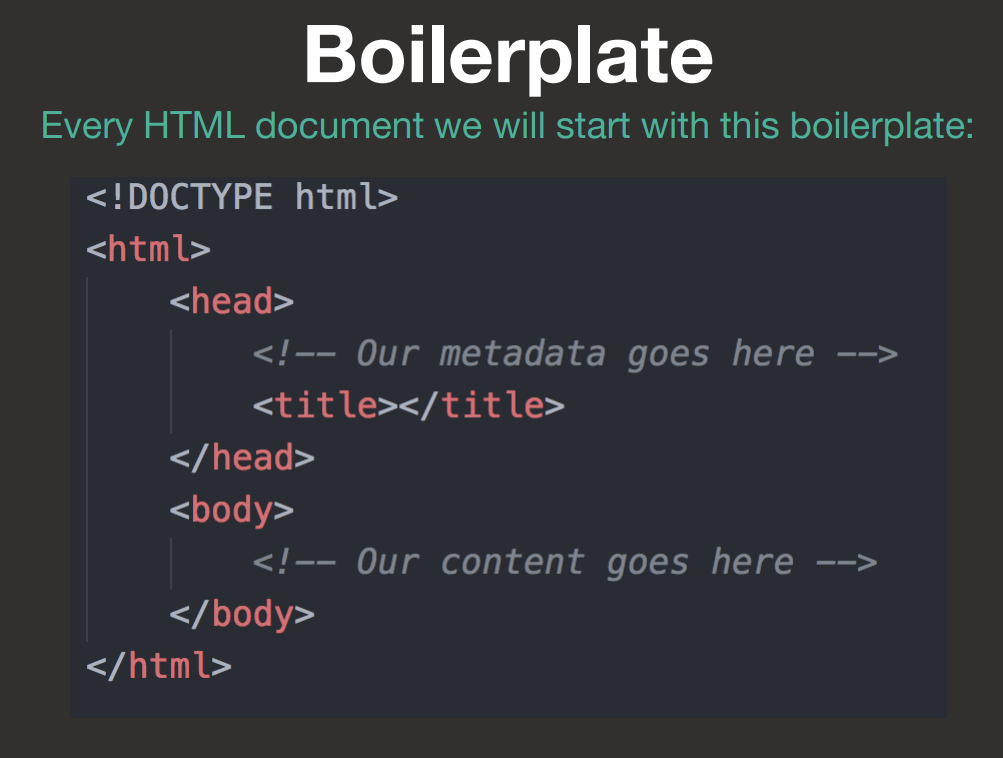 Boilerplate
Every HTML document we will start with this boilerplate:
<!DOCTYPE html>
<html>
<head>
<!-- Our metadata goes here -->
<title></title>
</head>
<body>
<!-- Our content goes here -->
</body>
</html>